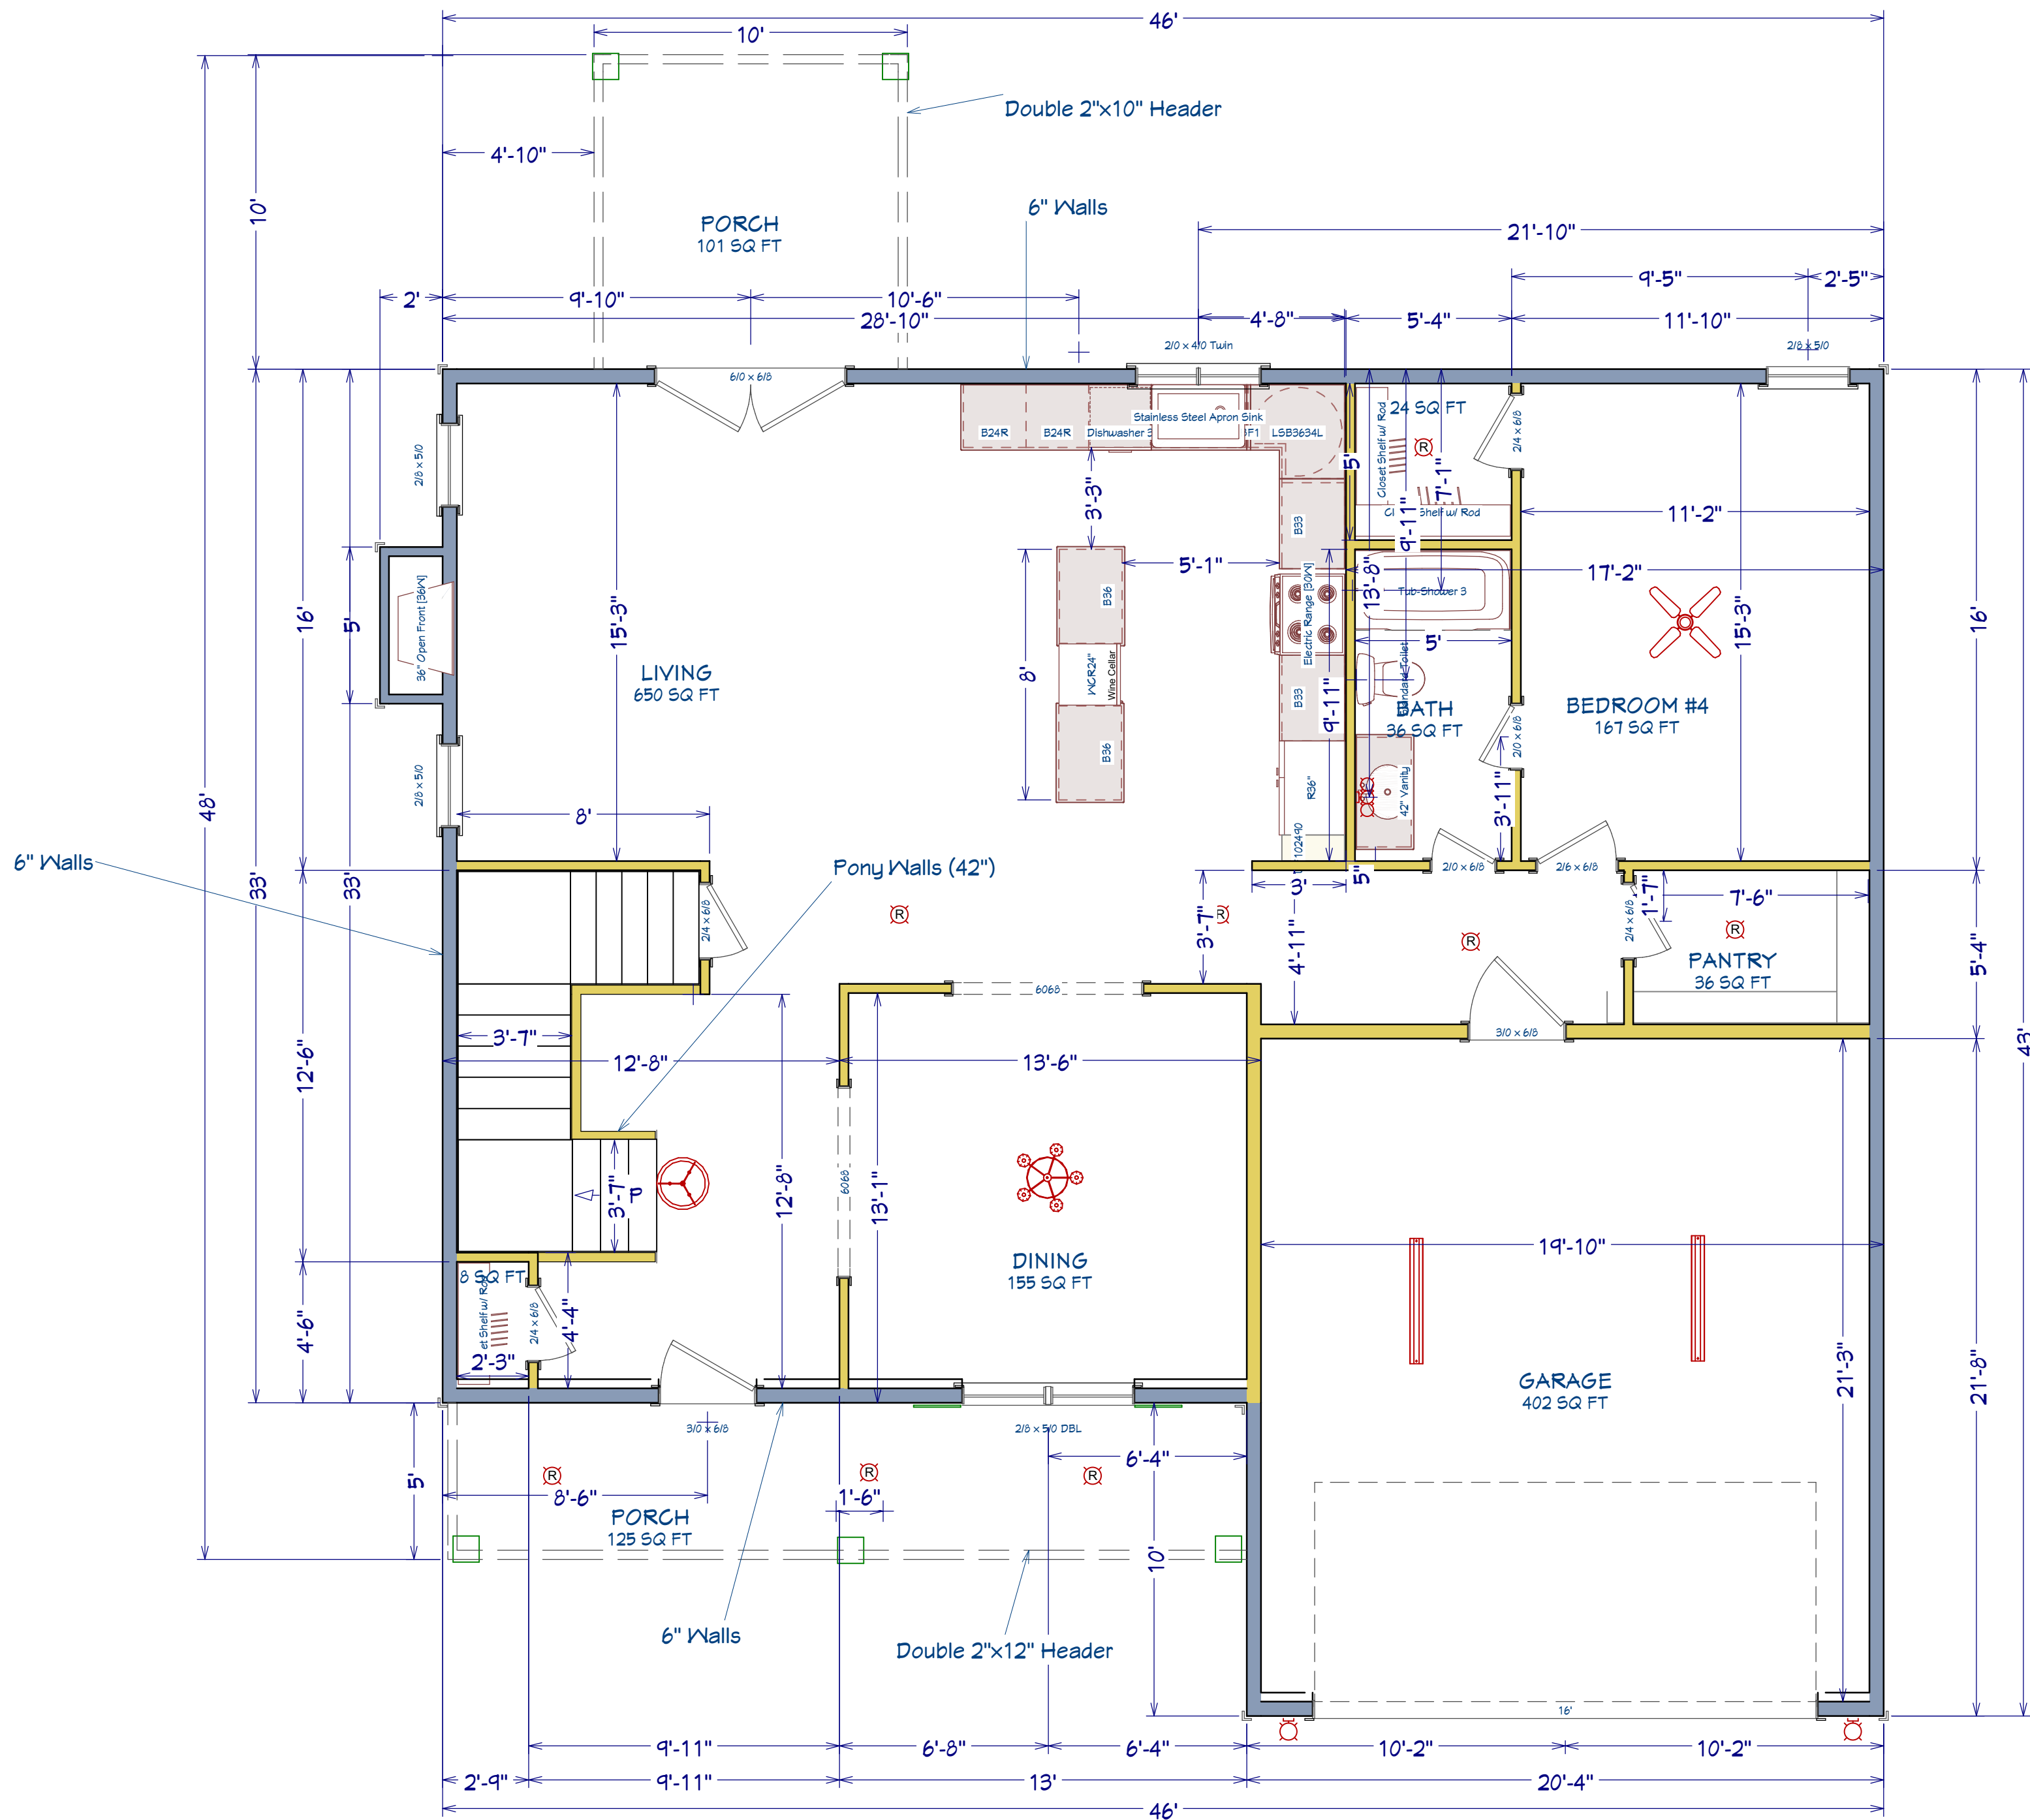 46'
10'
Double 2"x10" Header
4'-10"
10'
6" Walls
PORCH
101 SQ FT
21'-10"
9'-5"
2'-5"
2'
9'-10"
10'-6"
28'-10"
4'-8"
5'-4"
11'-10"
2/0 x 4/0 Twin
2/8 x 5/0
6/0 x 6/8
24 SQ FT
Stainless Steel Apron Sink
B24R
B24R
Dishwasher
LSB3634L
Closet Shelf w/ Rod
2/4 x 6/8
2/8 x 5/0
5'
7'-1"
3'-3"
9'-11"
11'-2"
Shelf w/ Rod
B33
5'-1"
17'-2"
13'-8"
Electric Range [30W]
Tub-Shower 3
B36
16'
5'
36" Open Front [36W]
15'-3"
15'-3"
16'
5'
LIVING
650 SQ FT
8'
WCR24"
Wine Cellar
B33
9'-11"
Toilet
BATH
36 SQ FT
BEDROOM #4
167 SQ FT
2/0 x 6/8
B36
R36"
42" Vanity
3'-11"
2/8 x 5/0
48'
8'
6" Walls
33'
33'
Pony Walls (42")
102490
2/0 x 6/8
2/6 x 6/8
3'
5'
1'-7"
7'-6"
2/4 x 6/8
R
R
R
R
R
3'-7"
4'-11"
2/4 x 6/8
PANTRY
36 SQ FT
5'-4"
6068
3/0 x 6/8
43'
3'-7"
12'-6"
12'-8"
13'-6"
6068
12'-8"
13'-1"
3'-7"
P
DINING
155 SQ FT
19'-10"
8 SQ FT
et Shelf w/ Rod
2/4 x 6/8
4'-4"
4'-6"
2'-3"
GARAGE
402 SQ FT
21'-3"
21'-8"
3/0 x 6/8
2/8 x 5/0 DBL
6'-4"
R
R
R
5'
8'-6"
1'-6"
PORCH
125 SQ FT
10'
6" Walls
Double 2"x12" Header
16'
9'-11"
6'-8"
6'-4"
10'-2"
10'-2"
2'-9"
9'-11"
13'
20'-4"
46'